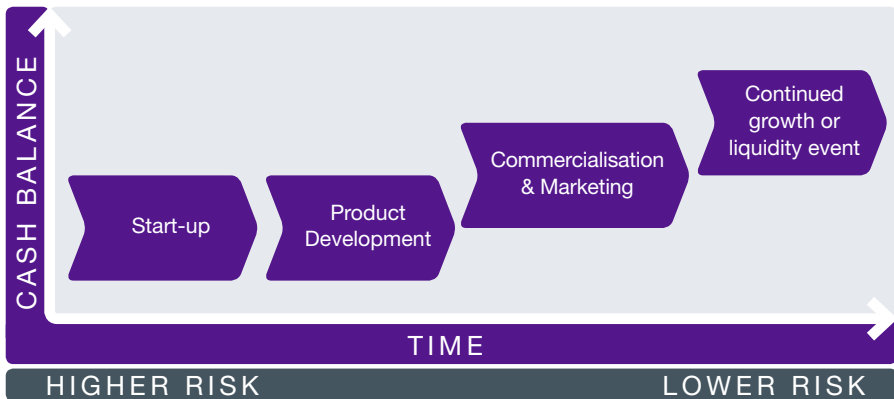 CASH BALANCE
Start-up
Product
Development
Commercialisation
& Marketing
Continued
growth or
liquidity event
TIME
HIGHER RISK
LOWER RISK